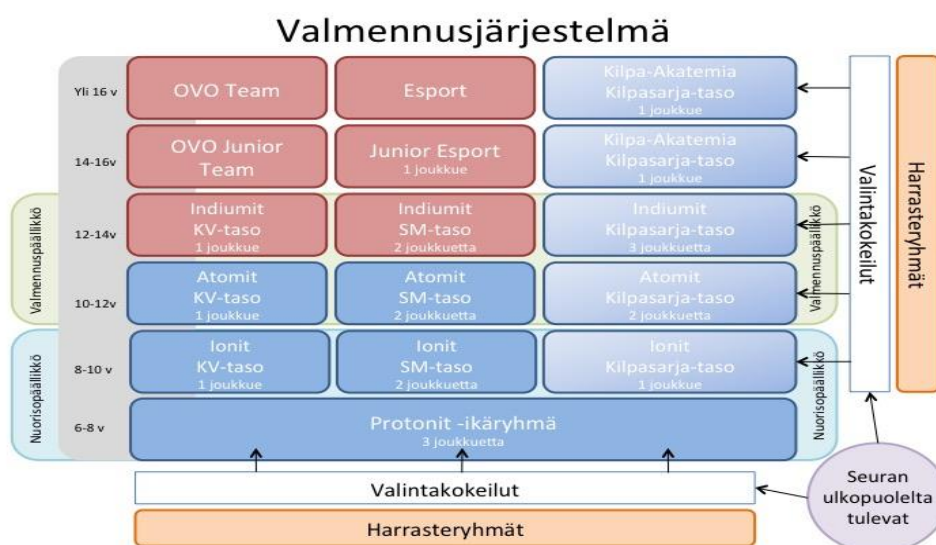 Valmennusjärjestelmä
Yli 16 v
OVO Team
Esport
Kilpa-Akatemia
Kilpasarja-taso
1 joukkue
14-16v
OVO Junior
Team
Junior Esport
1 joukkue
Kilpa-Akatemia
Kilpasarja-taso
1 joukkue
Valmennuspäällikkö
12-14v
Indiumit
KV-taso
1 joukkue
Indiumit
SM-taso
2 joukkuetta
Indiumit
Kilpasarja-taso
3 joukkuetta
Valmennuspäällikkö
10-12v
Atomit
KV-taso
1 joukkue
Atomit
SM-taso
2 joukkuetta
Atomit
Kilpasarja-taso
2 joukkuetta
Nuorisopäällikkö
8-10 v
Ionit
KV-taso
1 joukkue
Ionit
SM-taso
2 joukkuetta
Ionit
Kilpasarja-taso
1 joukkue
Nuorisopäällikkö
6-8 v
Protonit -ikäryhmä
3 joukkuetta
Valintakokeilut
Harrasteryhmät
Valintakokeilut
Harrasteryhmät
Seuran
ulkopuolelta
tulevat